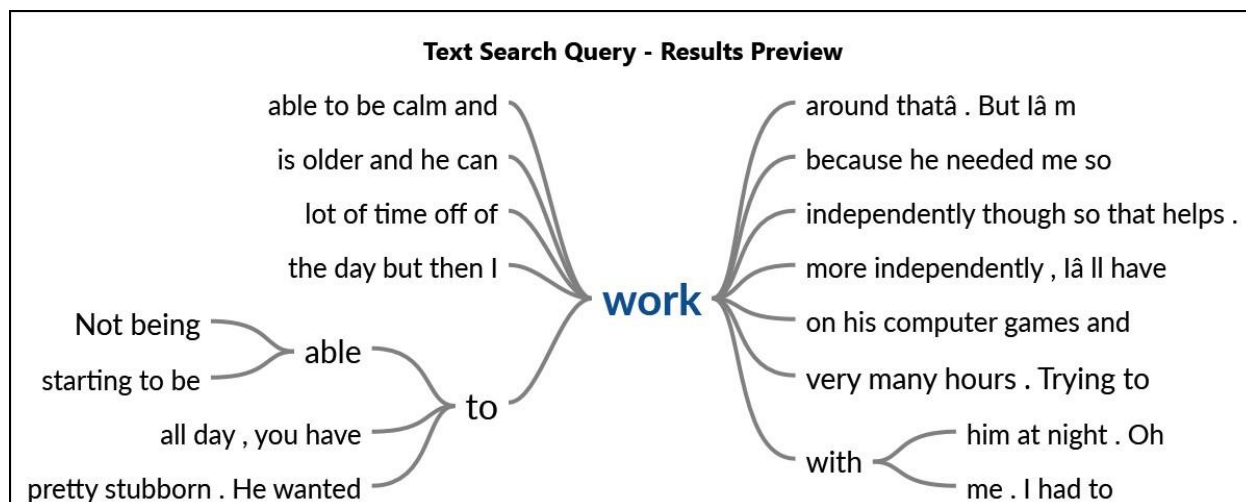 Text Search Query - Results Preview
able to be calm and
is older and he can
lot of time off of
the day but then I
Not being
starting to be
able
all day , you have
pretty stubborn . He wanted
to
work
around thatâ . But Iâ m
because he needed me so
independently though so that helps .
more independently , Iâ ll have
on his computer games and
very many hours . Trying to
with
him at night . Oh
me . I had to